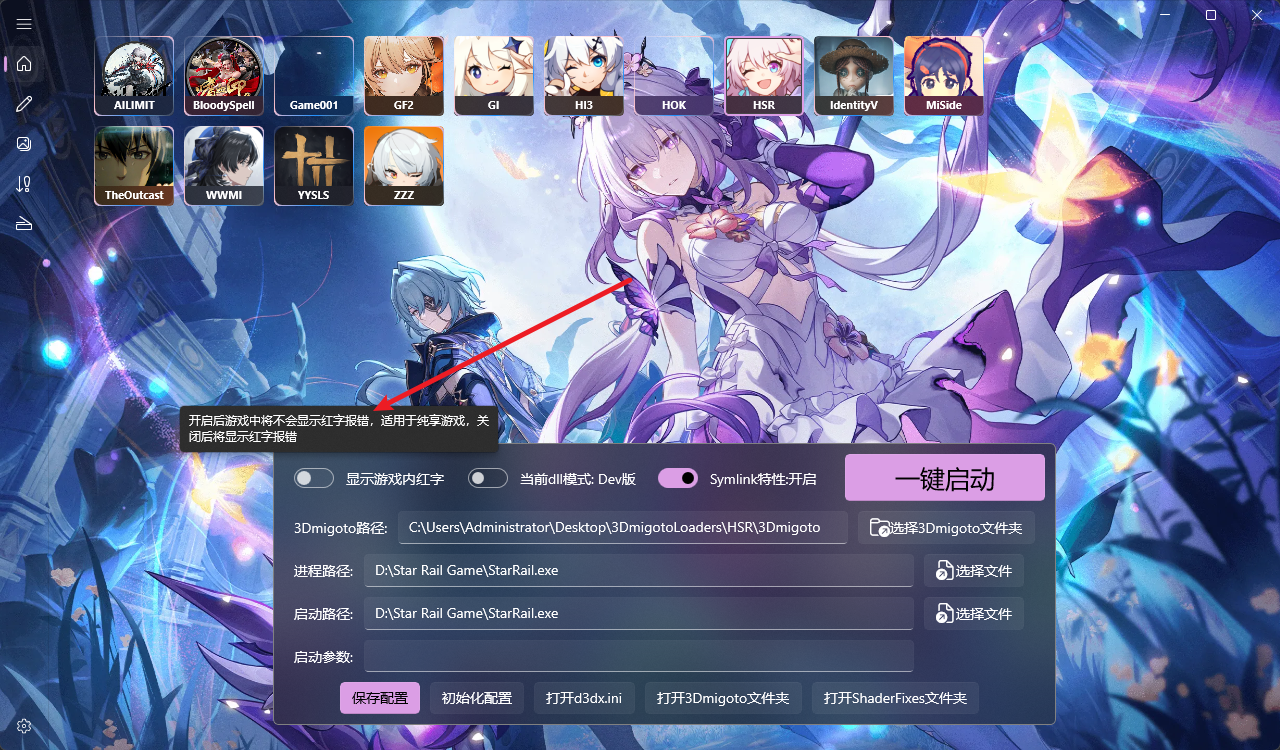 AILIMIT
BloodySpell
Game001
GF2
GI
HI3
HOK
HSR
IdentityV
MiSide
TheOutcast
WWMI
YYSLS
ZZZ
开启后游戏中将不会显示红字报错，适用于纯享游戏，关
闭后将显示红字报错
显示游戏内红字
当前dll模式: Dev版
Symlink特性:开启
一键启动
3Dmigoto路径:
C:\Users\Administrator\Desktop\3DmigotoLoaders\HSR\3Dmigoto
选择3Dmigoto文件夹
进程路径:
D:\Star Rail Game\StarRail.exe
选择文件
启动路径:
D:\Star Rail Game\StarRail.exe
选择文件
启动参数:
保存配置
初始化配置
打开d3dx.ini
打开3Dmigoto文件夹
打开ShaderFixes文件夹